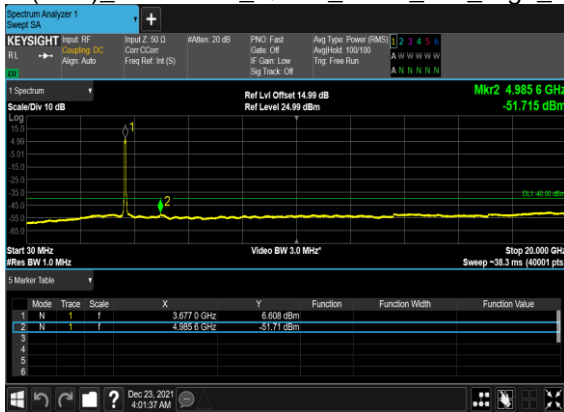 Spectrum Analyzer 1
Swept SA
KEYSIGHT Input: RF Input Z: 50 Ω #Atten: 20 dB PNO: Fast Avg Type: Power (RMS) 1 2 3 4 5 6
RL Coupling: DC Corr CCorr Gate: Off Avg|Hold: 100/100 A W W W W W
Align: Auto Freq Ref: Int (S) IF Gain: Low Trig: Free Run A N N N N N
Sig Track: Off
1 Spectrum Ref Lvl Offset 14.99 dB Mkr2 4.985 6 GHz
Scale/Div 10 dB Ref Level 24.99 dBm -51.715 dBm
Log
15.0
1
4.99
-5.01
-15.0
-25.0
-35.0
DL1 -40.00 dBm
2
-45.0
-55.0
-65.0
Start 30 MHz Video BW 3.0 MHz* Stop 20.000 GHz
#Res BW 1.0 MHz Sweep ~38.3 ms (40001 pts
5 Marker Table
Mode Trace Scale X Y Function Function Width Function Value
1 N 1 f 3.677 0 GHz 6.608 dBm
2 N 1 f 4.985 6 GHz -51.71 dBm
3
4
5
6
? Dec 23, 2021
4:01:37 AM